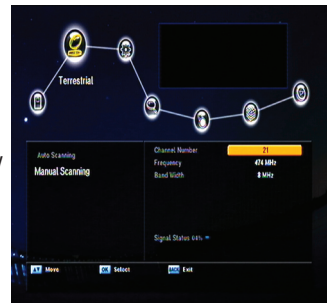 Terrestrial
Auto Scanning
Manual Scanning
Channel Number 21
Frequency 474 MHz
Band Width 8 MHz
Signal Status
Move
OK Select
Exit